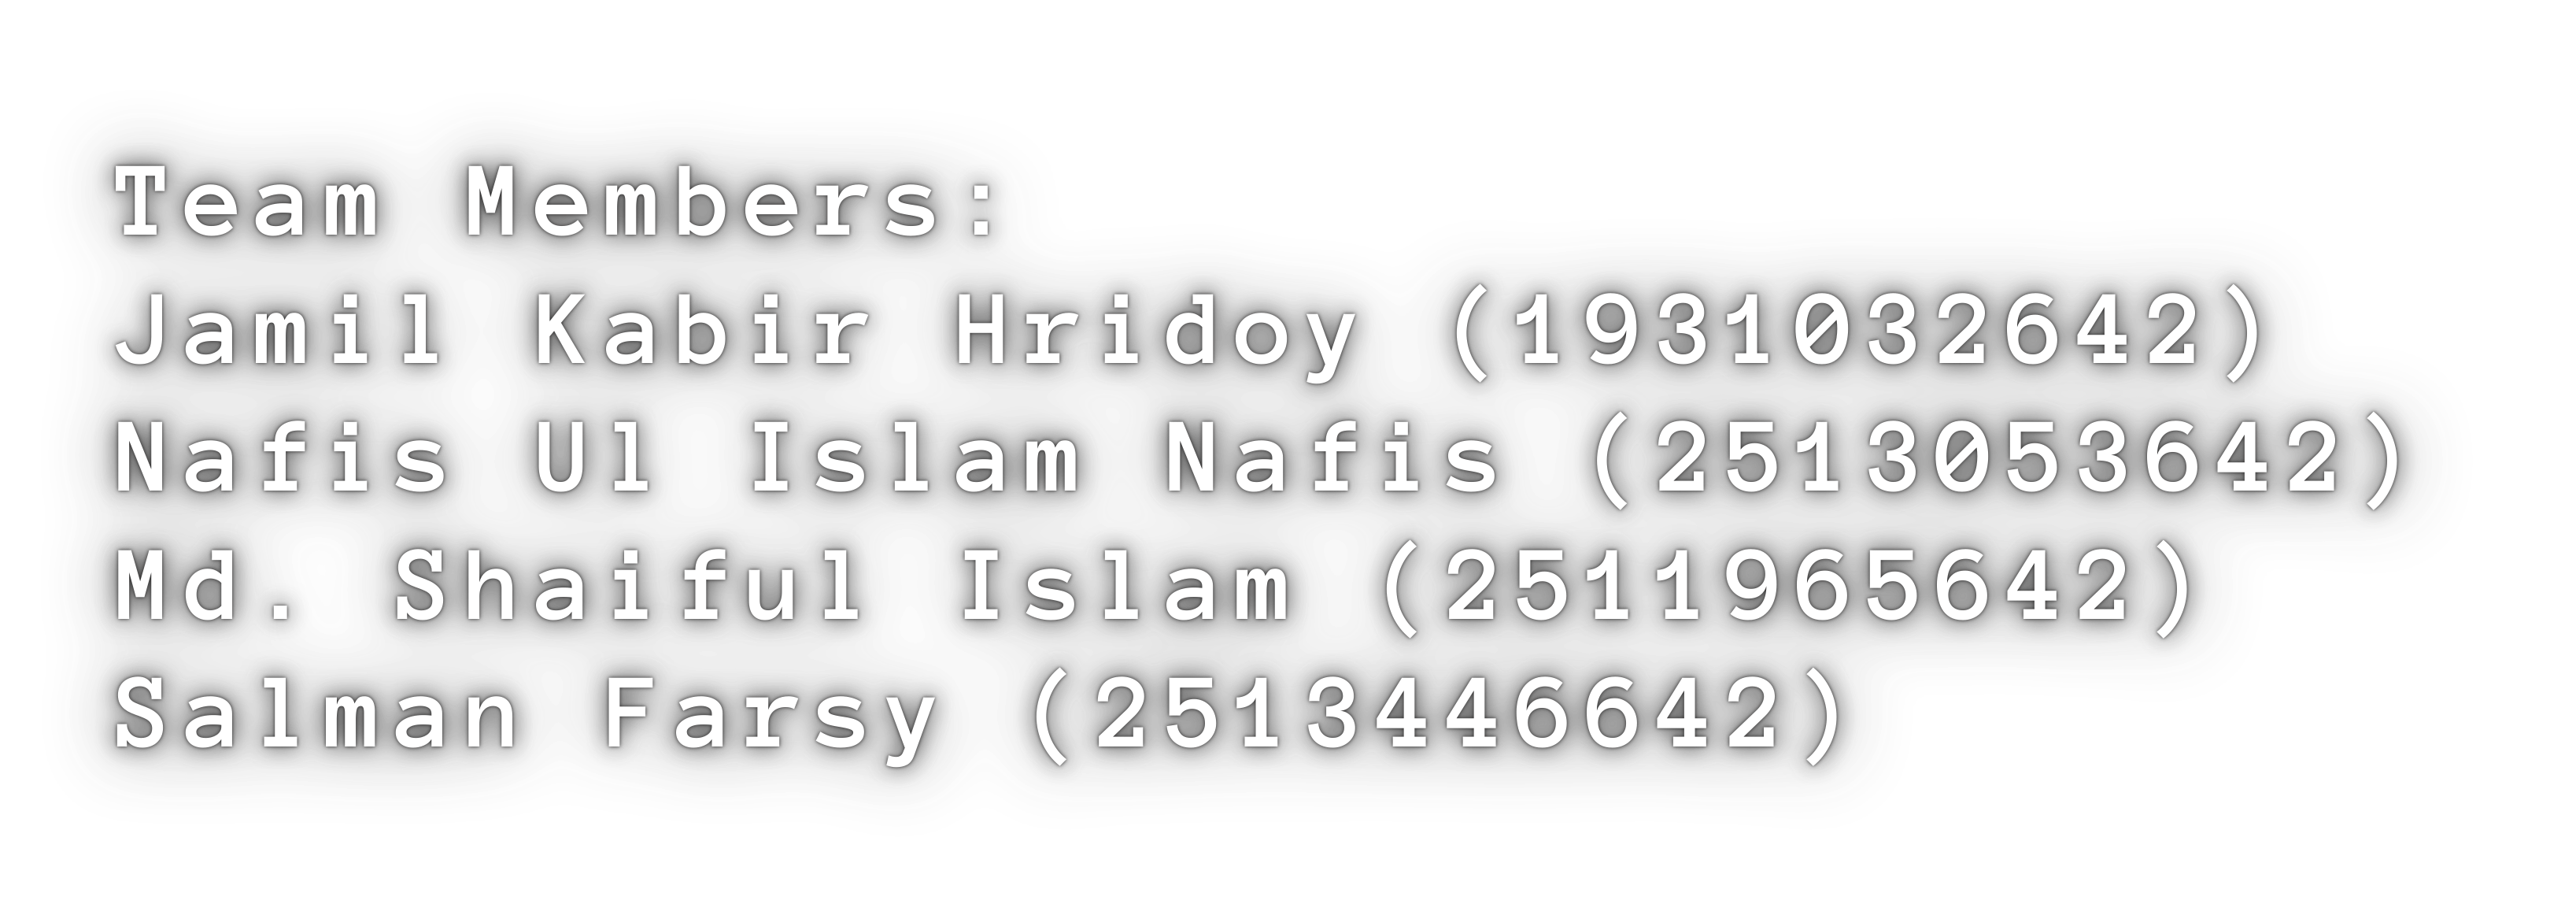 Team Members:
Jamil Kabir Hridoy (1931032642)
Nafis Ul Islam Nafis (2513053642)
Md. Shaiful Islam (2511965642)
Salman Farsy (2513446642)